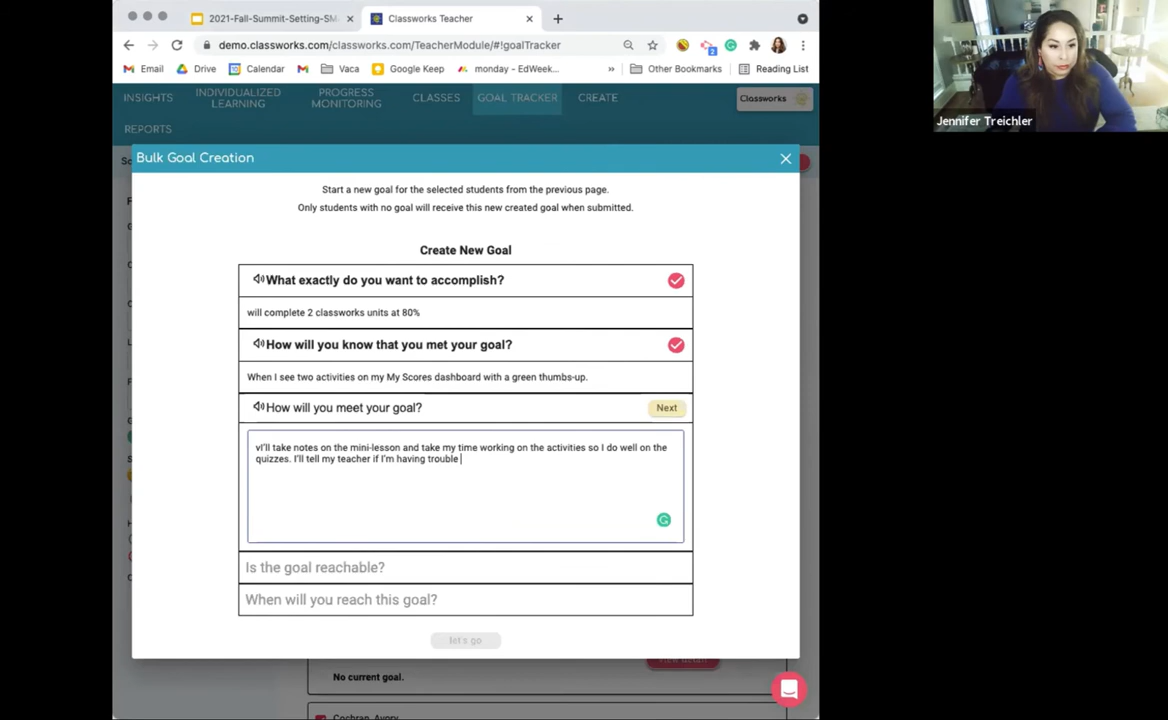 2021-Fall-Summit-Setting-SM
Classworks Teacher
demo.classworks.com/classworks.com/TeacherModule/#!goalTracker
2
Email
Drive
Calendar
Vaca
Google Keep
monday - EdWeek...
»
Other Bookmarks
Reading List
INSIGHTS
INDIVIDUALIZED
LEARNING
PROGRESS
MONITORING
CLASSES
GOAL TRACKER
CREATE
Classworks
REPORTS
Bulk Goal Creation
Start a new goal for the selected students from the previous page.
Only students with no goal will receive this new created goal when submitted.
Create New Goal
What exactly do you want to accomplish?
will complete 2 classworks units at 80%
How will you know that you met your goal?
When I see two activities on my My Scores dashboard with a green thumbs-up.
How will you meet your goal?
Next
vI'll take notes on the mini-lesson and take my time working on the activities so I do well on the
quizzes. I'll tell my teacher if I'm having trouble
Is the goal reachable?
When will you reach this goal?
let's go
No current goal.
Cochran, Avory
Jennifer Treichler